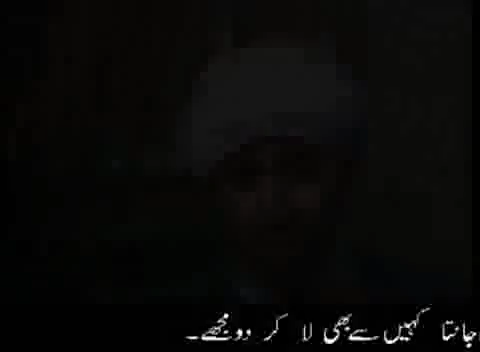 جانتا کہیں سے بھی لا کر دو مجھے۔